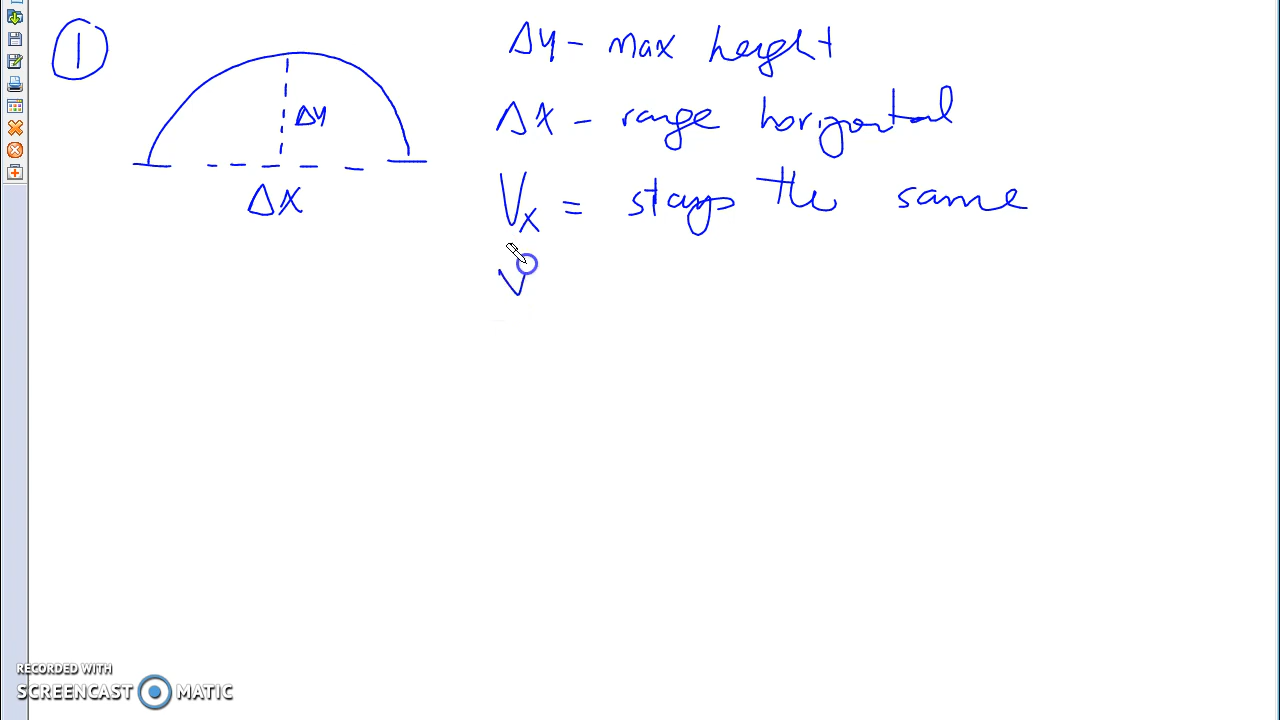 ①
Δy - max height
Δy
Δx - range horizontal
Δx
Vx = stays the same
V
RECORDED WITH
SCREENCAST MATIC